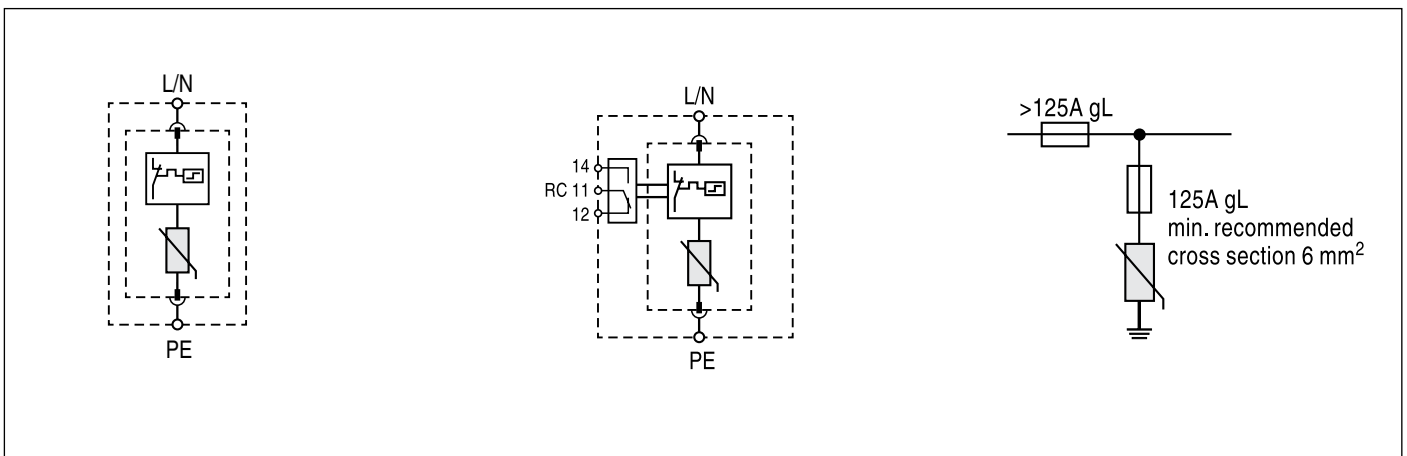 L/N
PE
L/N
14
RC 11
12
PE
>125A gL
125A gL
min. recommended
cross section 6 mm²